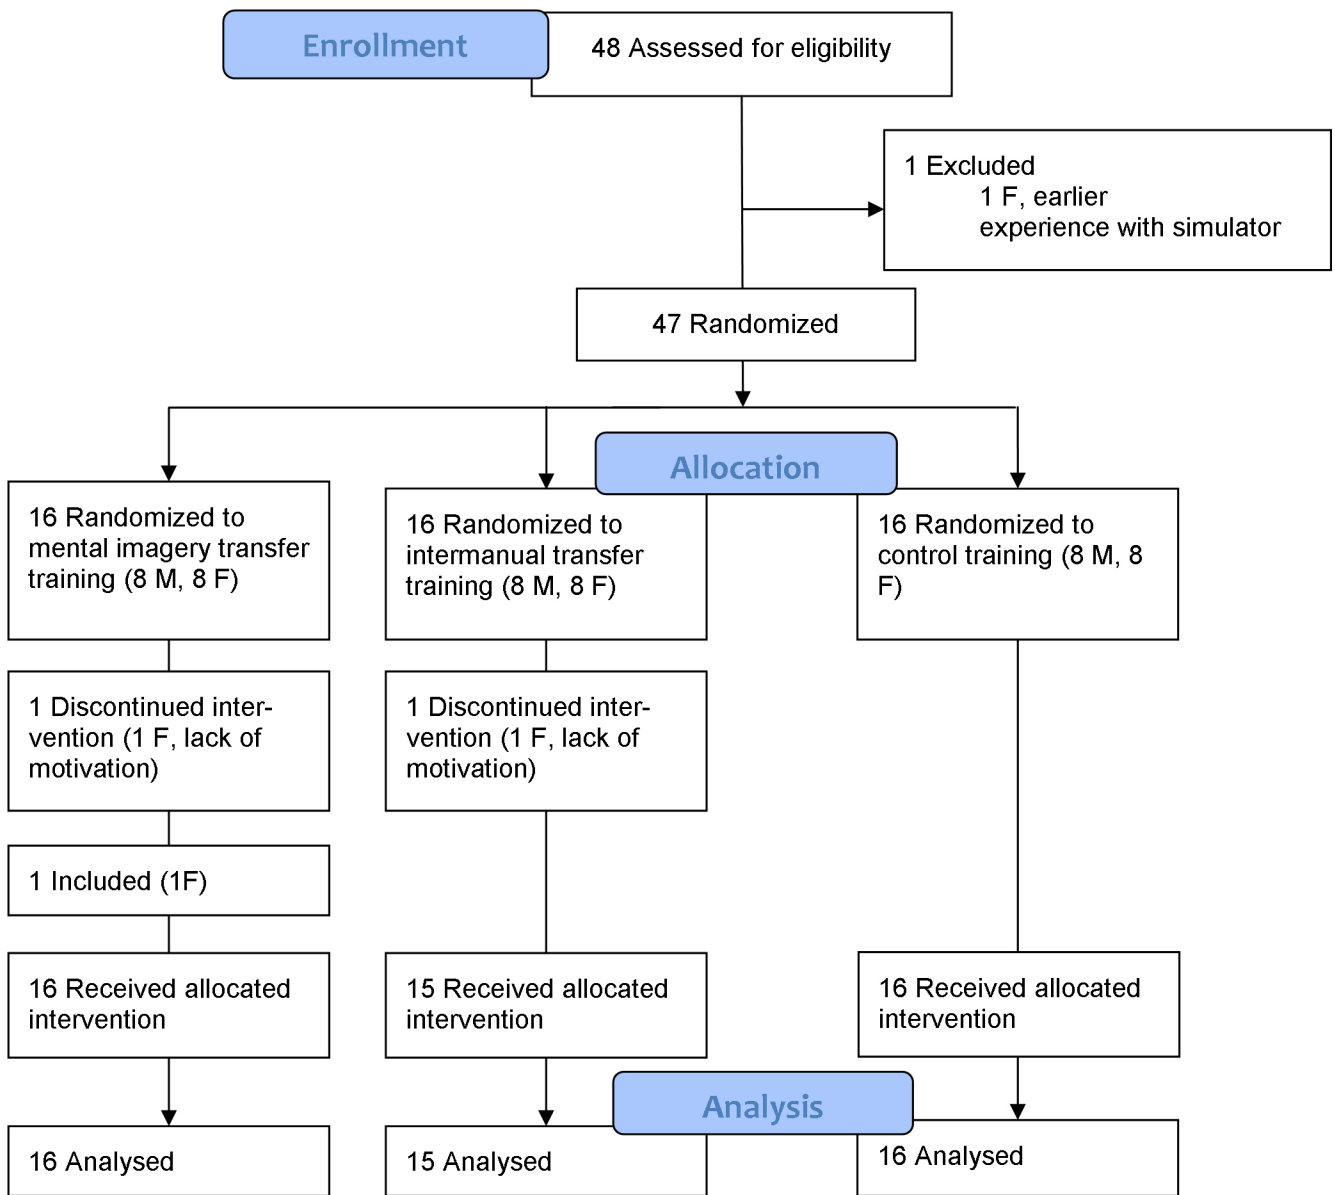 Enrollment
48 Assessed for eligibility
1 Excluded
1 F, earlier
experience with simulator
47 Randomized
Allocation
16 Randomized to
mental imagery transfer
training (8 M, 8 F)
16 Randomized to
intermanual transfer
training (8 M, 8 F)
16 Randomized to
control training (8 M, 8
F)
1 Discontinued inter-
vention (1 F, lack of
motivation)
1 Discontinued inter-
vention (1 F, lack of
motivation)
1 Included (1F)
16 Received allocated
intervention
15 Received allocated
intervention
16 Received allocated
intervention
Analysis
16 Analysed
15 Analysed
16 Analysed